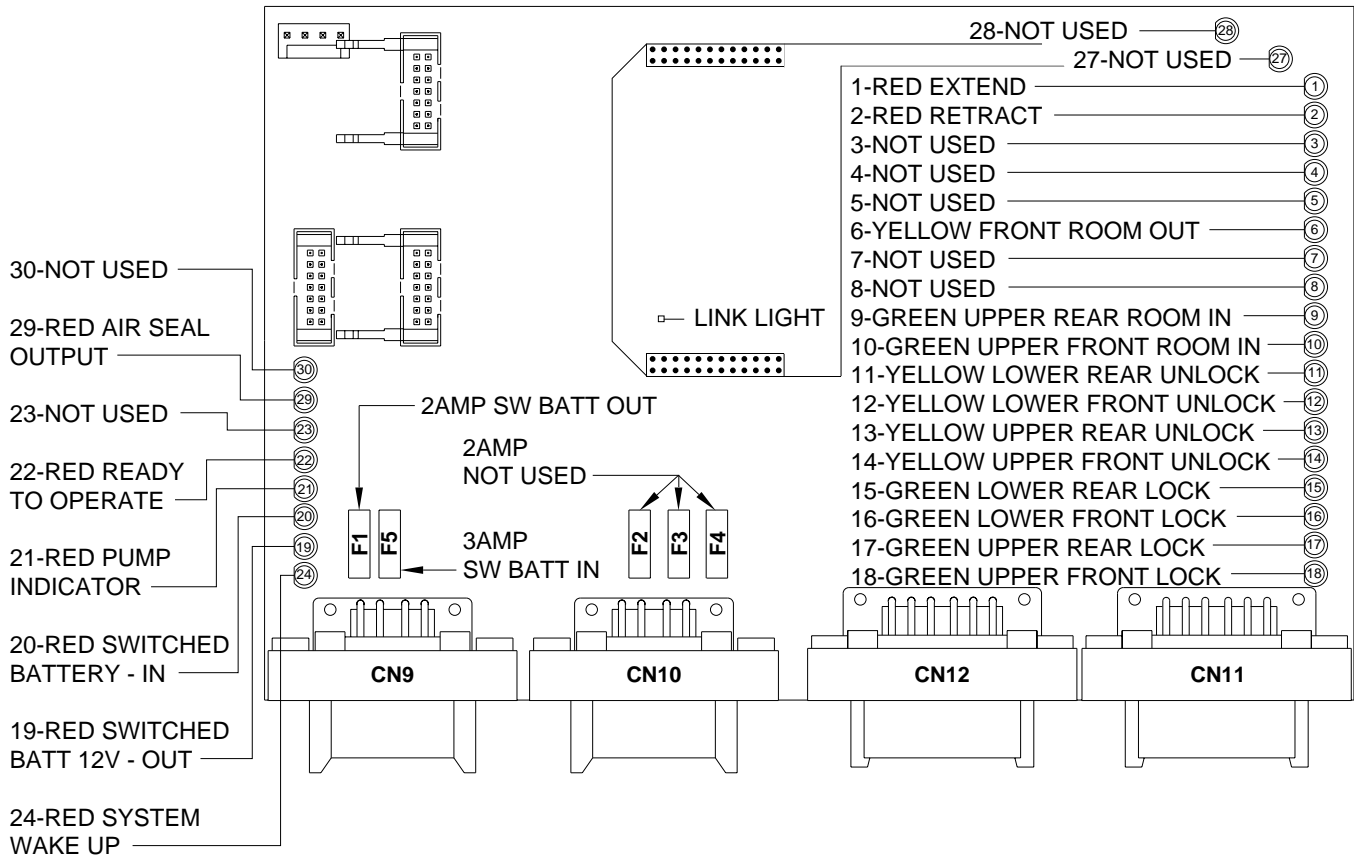 28-NOT USED
28
27-NOT USED
27
1-RED EXTEND
1
2-RED RETRACT
2
3-NOT USED
3
4-NOT USED
4
5-NOT USED
5
6-YELLOW FRONT ROOM OUT
6
7-NOT USED
7
8-NOT USED
8
LINK LIGHT
9-GREEN UPPER REAR ROOM IN
9
10-GREEN UPPER FRONT ROOM IN
10
11-YELLOW LOWER REAR UNLOCK
11
12-YELLOW LOWER FRONT UNLOCK
12
13-YELLOW UPPER REAR UNLOCK
13
14-YELLOW UPPER FRONT UNLOCK
14
15-GREEN LOWER REAR LOCK
15
16-GREEN LOWER FRONT LOCK
16
17-GREEN UPPER REAR LOCK
17
18-GREEN UPPER FRONT LOCK
18
30-NOT USED
29-RED AIR SEAL
OUTPUT
23-NOT USED
22-RED READY
TO OPERATE
21-RED PUMP
INDICATOR
20-RED SWITCHED
BATTERY - IN
19-RED SWITCHED
BATT 12V - OUT
24-RED SYSTEM
WAKE UP
30
29
23
22
21
20
19
24
2AMP SW BATT OUT
2AMP
NOT USED
3AMP
SW BATT IN
F1
F5
F2
F3
F4
CN9
CN10
CN12
CN11